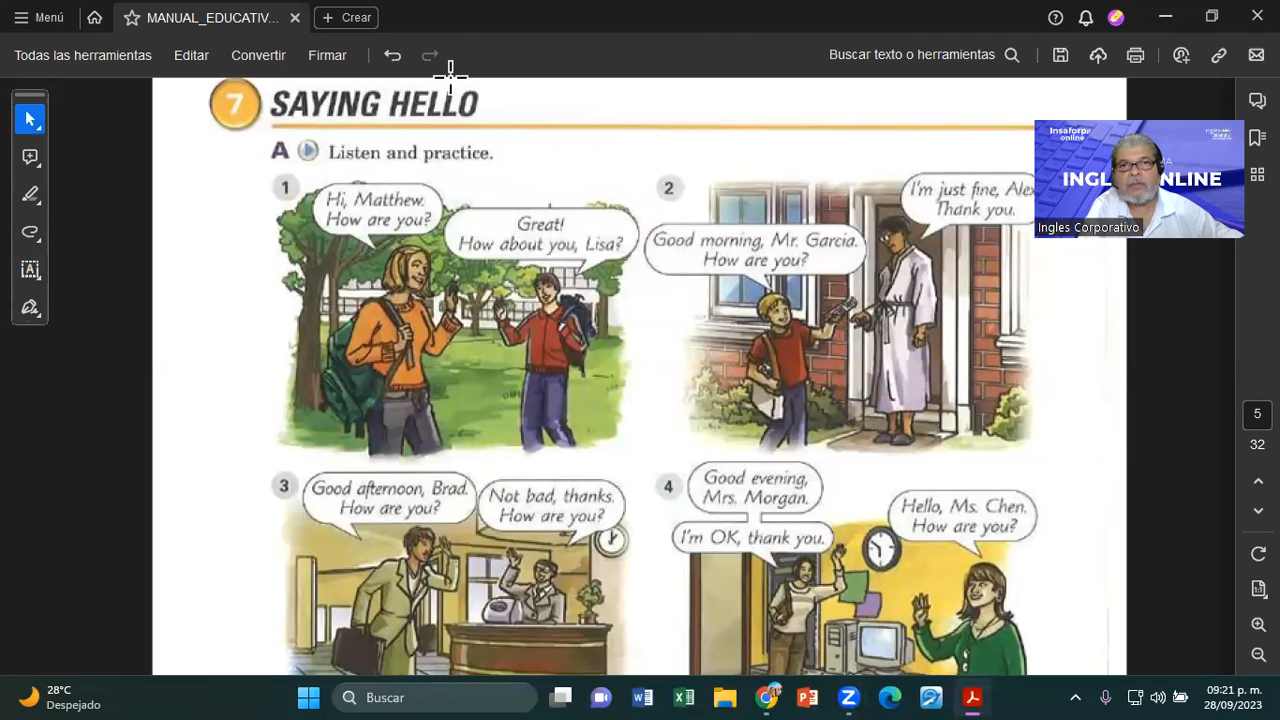 Menú
MANUAL_EDUCATIV...
Crear
Todas las herramientas
Editar
Convertir
Firmar
Buscar texto o herramientas
7 SAYING HELLO
A Listen and practice.
1
Hi, Matthew.
How are you?
Great!
How about you, Lisa?
2
Good morning, Mr. Garcia.
How are you?
I'm just fine, Alex
Thank you.
Insaforp
online
INGL
NLINE
Ingles Corporativo
3
Good afternoon, Brad.
How are you?
Not bad, thanks.
How are you?
4
Good evening,
Mrs. Morgan.
I'm OK, thank you.
Hello, Ms. Chen.
How are you?
5
32
28°C
Despejado
Buscar
09:21 p. m.
28/09/2023